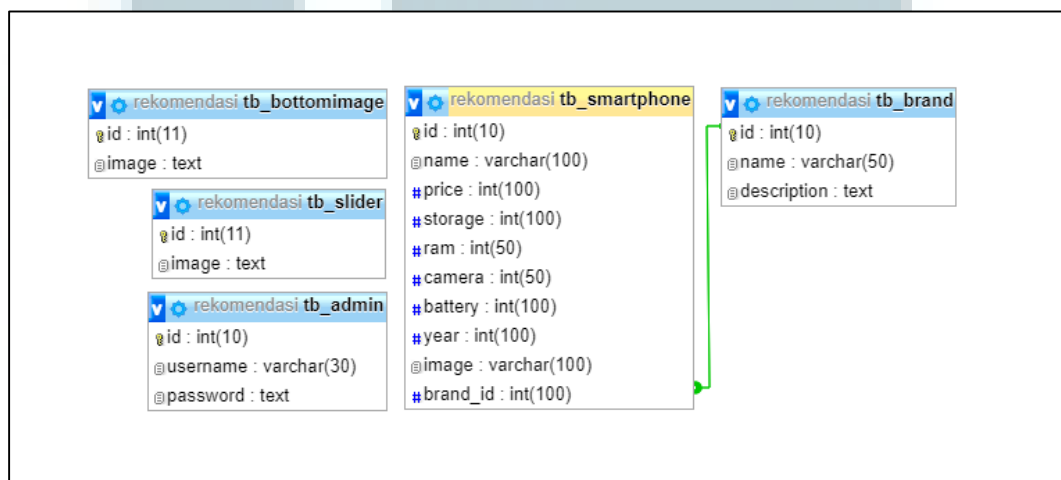 rekomendasi tb_bottomimage
id : int(11)
image : text
rekomendasi tb_slider
id : int(11)
image : text
rekomendasi tb_admin
id : int(10)
username : varchar(30)
password : text
rekomendasi tb_smartphone
id : int(10)
name : varchar(100)
#price : int(100)
#storage : int(100)
#ram : int(50)
#camera : int(50)
#battery : int(100)
#year : int(100)
image : varchar(100)
#brand_id : int(100)
rekomendasi tb_brand
id : int(10)
name : varchar(50)
description : text